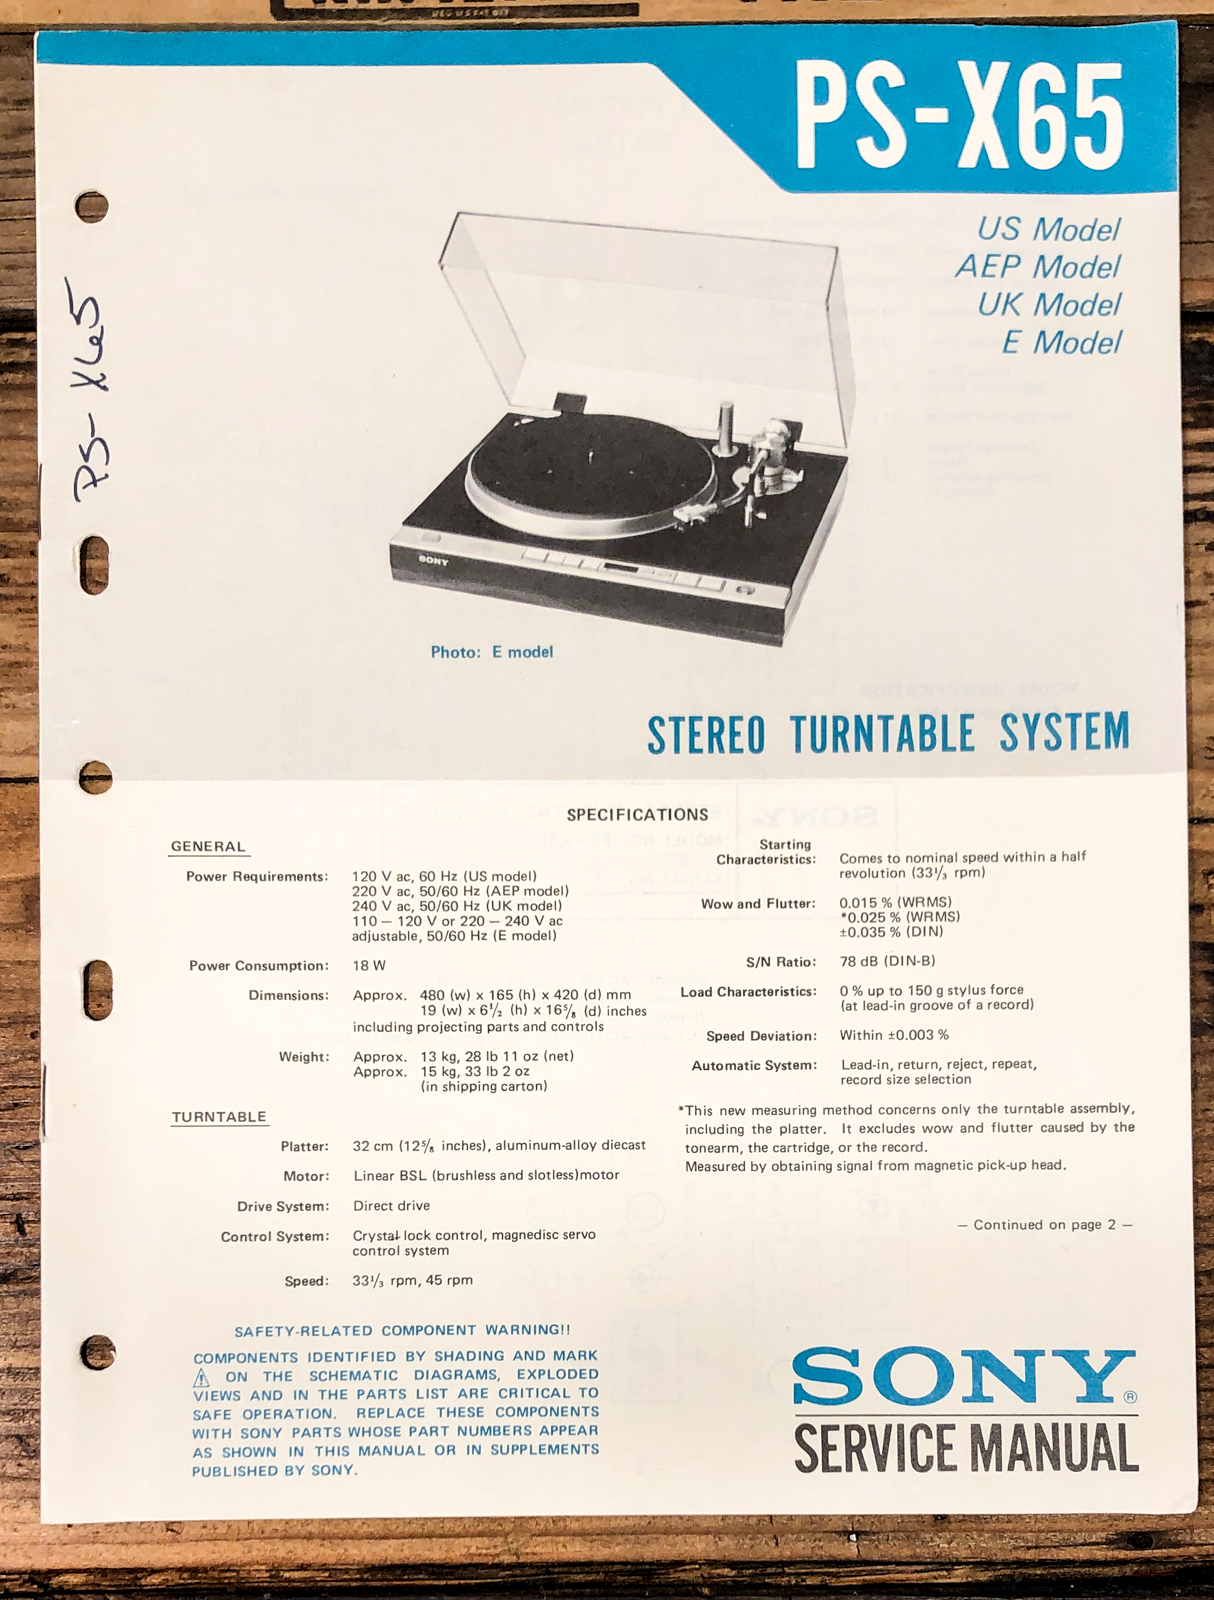 PS-X65
US Model
AEP Model
UK Model
E Model
PS-X65
SONY
Photo: E model
STEREO TURNTABLE SYSTEM
SPECIFICATIONS
GENERAL
Power Requirements: 120 V ac, 60 Hz (US model)
220 V ac, 50/60 Hz (AEP model)
240 V ac, 50/60 Hz (UK model)
110 – 120 V or 220 – 240 V ac
adjustable, 50/60 Hz (E model)
Power Consumption: 18 W
Dimensions: Approx. 480 (w) x 165 (h) x 420 (d) mm
19 (w) x 6½ (h) x 16⅝ (d) inches
including projecting parts and controls
Weight: Approx. 13 kg, 28 lb 11 oz (net)
Approx. 15 kg, 33 lb 2 oz
(in shipping carton)
TURNTABLE
Platter: 32 cm (12⅝ inches), aluminum-alloy diecast
Motor: Linear BSL (brushless and slotless)motor
Drive System: Direct drive
Control System: Crystal lock control, magnedisc servo
control system
Speed: 33⅓ rpm, 45 rpm
Starting
Characteristics: Comes to nominal speed within a half
revolution (33⅓ rpm)
Wow and Flutter: 0.015 % (WRMS)
*0.025 % (WRMS)
±0.035 % (DIN)
S/N Ratio: 78 dB (DIN-B)
Load Characteristics: 0 % up to 150 g stylus force
(at lead-in groove of a record)
Speed Deviation: Within ±0.003 %
Automatic System: Lead-in, return, reject, repeat,
record size selection
*This new measuring method concerns only the turntable assembly,
including the platter. It excludes wow and flutter caused by the
tonearm, the cartridge, or the record.
Measured by obtaining signal from magnetic pick-up head.
– Continued on page 2 –
SAFETY-RELATED COMPONENT WARNING!!
COMPONENTS IDENTIFIED BY SHADING AND MARK
⚠ ON THE SCHEMATIC DIAGRAMS, EXPLODED
VIEWS AND IN THE PARTS LIST ARE CRITICAL TO
SAFE OPERATION. REPLACE THESE COMPONENTS
WITH SONY PARTS WHOSE PART NUMBERS APPEAR
AS SHOWN IN THIS MANUAL OR IN SUPPLEMENTS
PUBLISHED BY SONY.
SONY®
SERVICE MANUAL